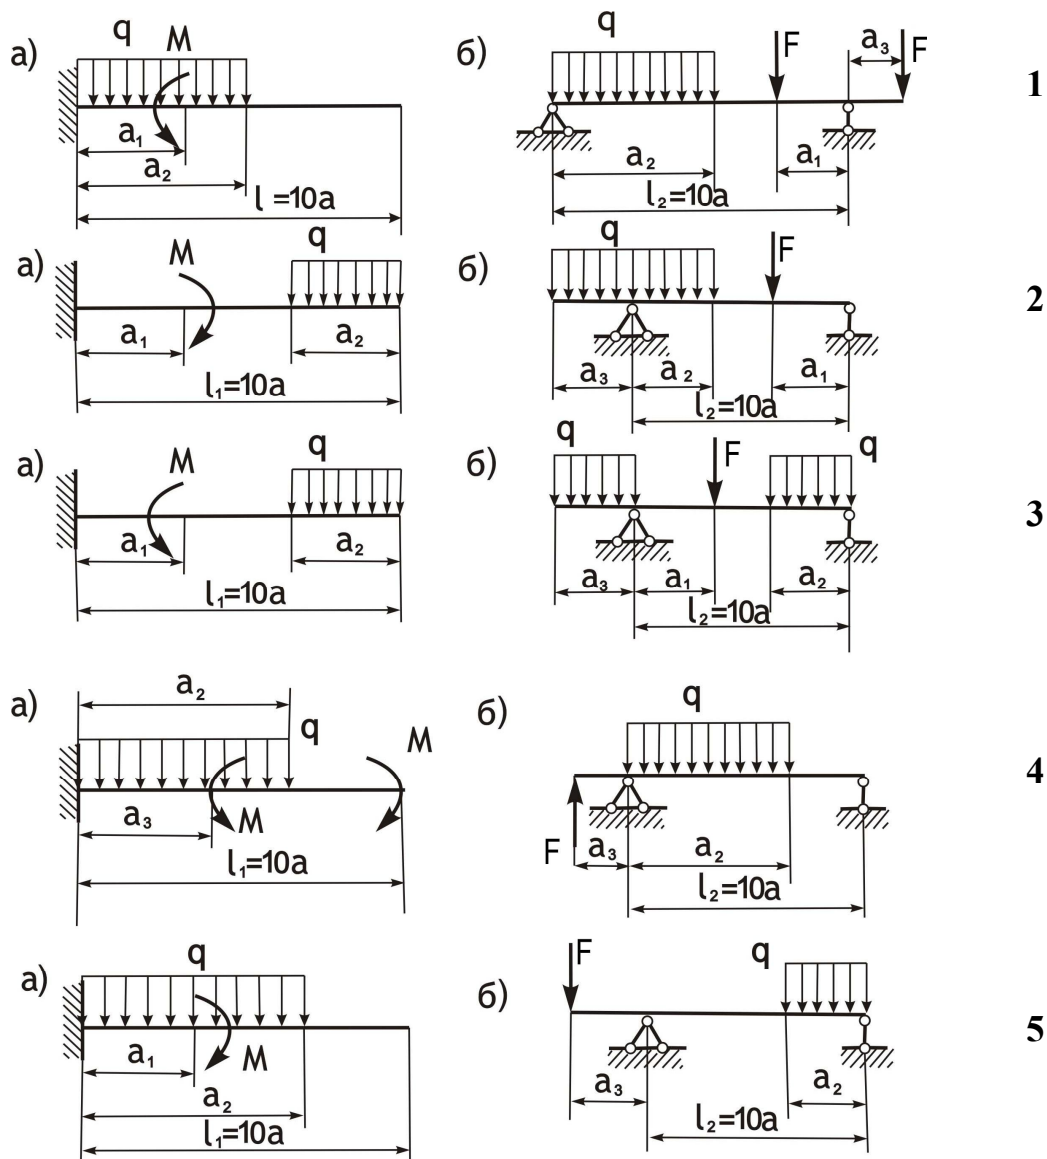 а) q M a₁ a₂ l =10a
б) q F a₃ F a₂ a₁ l₂=10a
1
а) M q a₁ a₂ l₁=10a
б) q F a₃ a₂ a₁ l₂=10a
2
а) M q a₁ a₂ l₁=10a
б) q F q a₃ a₁ a₂ l₂=10a
3
а) a₂ q M a₃ M l₁=10a
б) q F a₃ a₂ l₂=10a
4
а) q a₁ M a₂ l₁=10a
б) F q a₃ a₂ l₂=10a
5